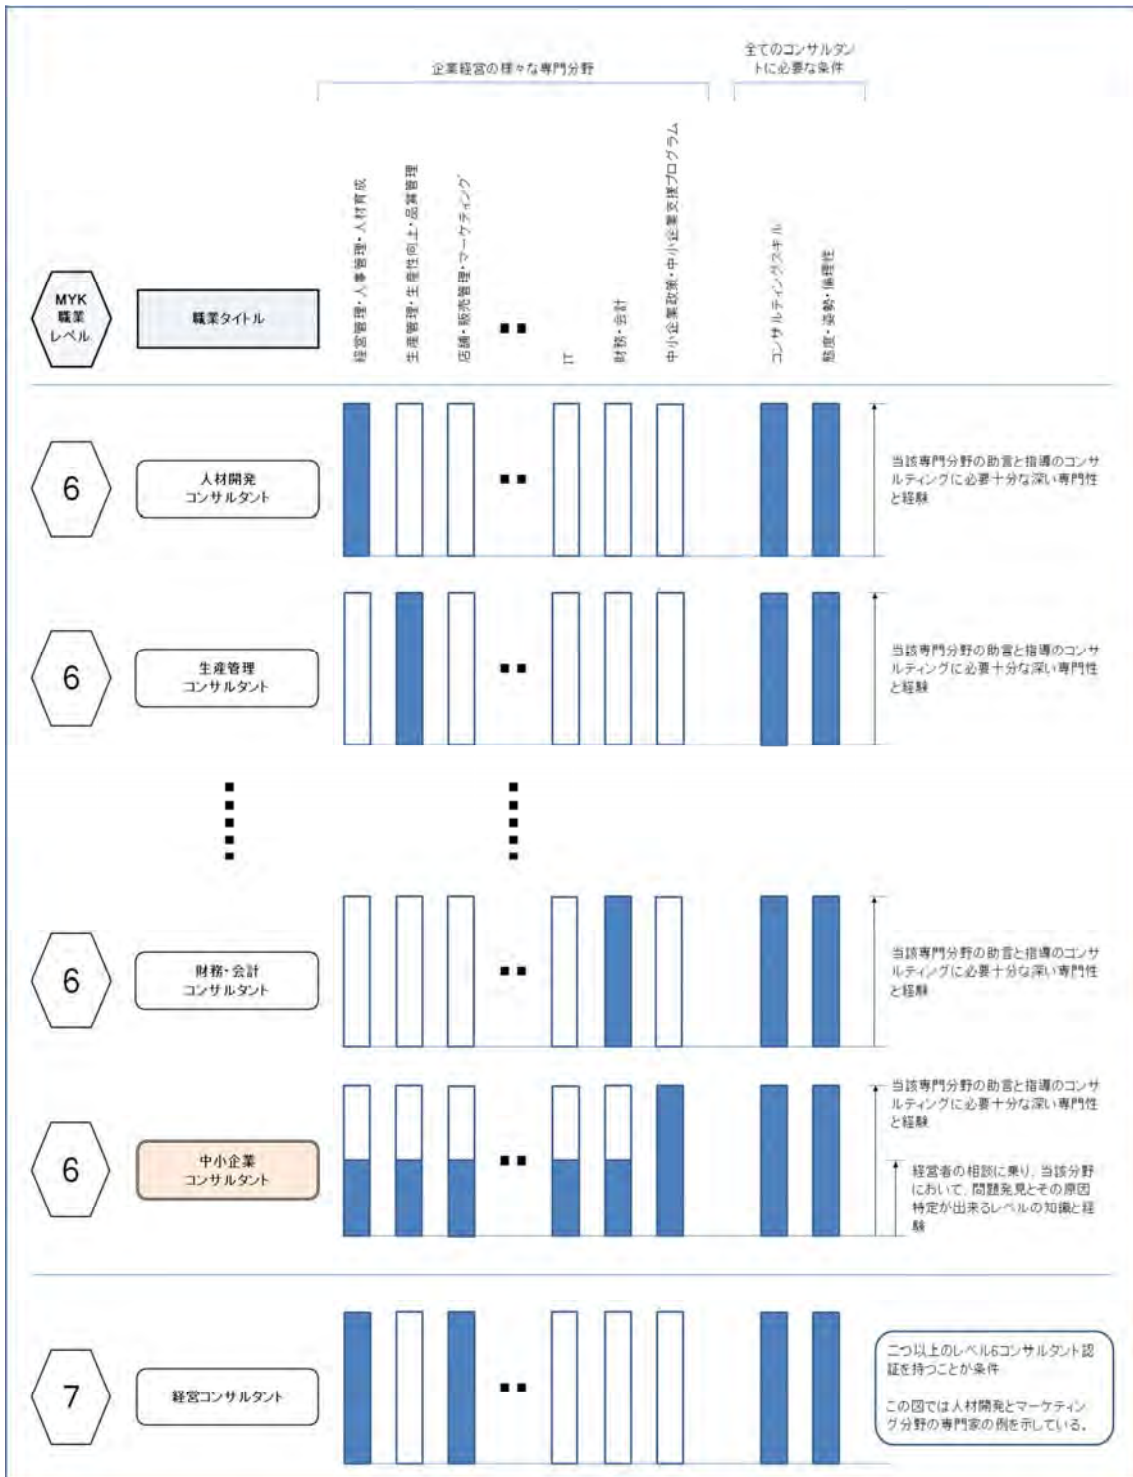 企業経営の様々な専門分野
全てのコンサルタン
トに必要な条件
MYK
職業
レベル
職業タイトル
経営管理・人事管理・人材育成
生産管理・生産性向上・品質管理
店舗・販売管理・マーケティング
IT
財務・会計
中小企業政策・中小企業支援プログラム
コンサルティングスキル
態度・姿勢・倫理性
6
人材開発
コンサルタント
当該専門分野の助言と指導のコンサ
ルティングに必要十分な深い専門性
と経験
6
生産管理
コンサルタント
当該専門分野の助言と指導のコンサ
ルティングに必要十分な深い専門性
と経験
6
財務・会計
コンサルタント
当該専門分野の助言と指導のコンサ
ルティングに必要十分な深い専門性
と経験
6
中小企業
コンサルタント
当該専門分野の助言と指導のコンサ
ルティングに必要十分な深い専門性
と経験
経営者の相談に乗り、当該分野
において、問題発見とその原因
特定が出来るレベルの知識と経
験
7
経営コンサルタント
二つ以上のレベル6コンサルタント認
証を持つことが条件
この図では人材開発とマーケティン
グ分野の専門家の例を示している。